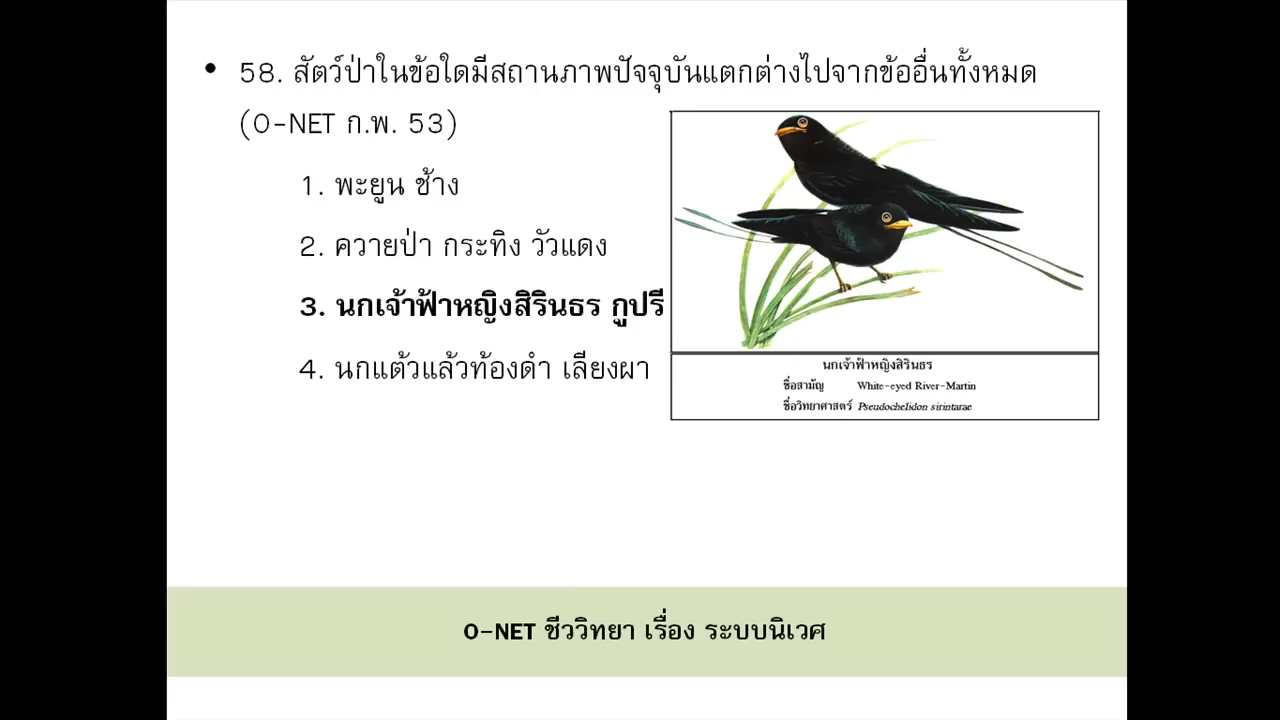 • 58. สัตว์ป่าในข้อใดมีสถานภาพปัจจุบันแตกต่างไปจากข้ออื่นทั้งหมด
(O-NET ก.พ. 53)
1. พะยูน ช้าง
2. ควายป่า กระทิง วัวแดง
3. นกเจ้าฟ้าหญิงสิรินธร กูปรี
4. นกแต้วแล้วท้องดำ เลียงผา
นกเจ้าฟ้าหญิงสิรินธร
ชื่อสามัญ White-eyed River-Martin
ชื่อวิทยาศาสตร์ Pseudochelidon sirintarae
O-NET ชีววิทยา เรื่อง ระบบนิเวศ